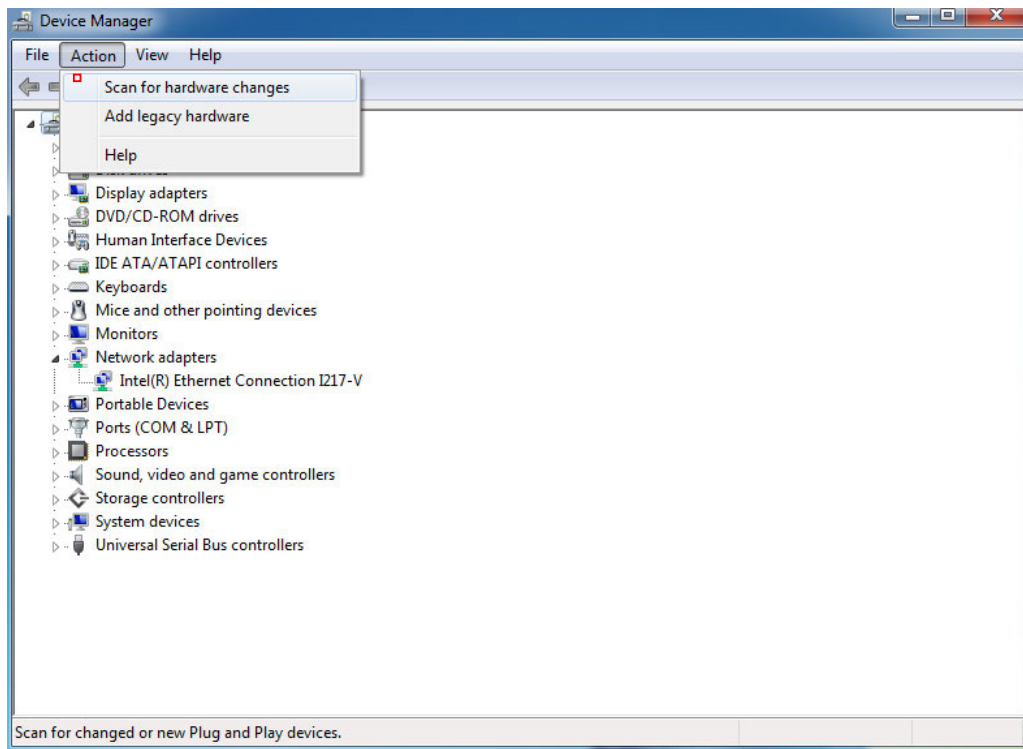 Device Manager
File Action View Help
Scan for hardware changes
Add legacy hardware
Help
Display adapters
DVD/CD-ROM drives
Human Interface Devices
IDE ATA/ATAPI controllers
Keyboards
Mice and other pointing devices
Monitors
Network adapters
Intel(R) Ethernet Connection I217-V
Portable Devices
Ports (COM & LPT)
Processors
Sound, video and game controllers
Storage controllers
System devices
Universal Serial Bus controllers
Scan for changed or new Plug and Play devices.